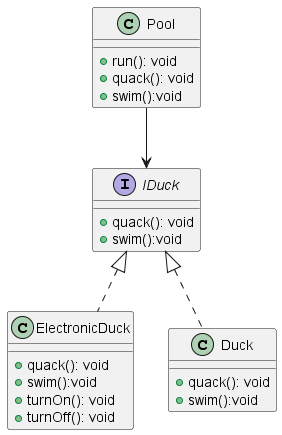 C Pool
run(): void
quack(): void
swim():void
I IDuck
quack(): void
swim():void
C ElectronicDuck
quack(): void
swim():void
turnOn(): void
turnOff(): void
C Duck
quack(): void
swim():void